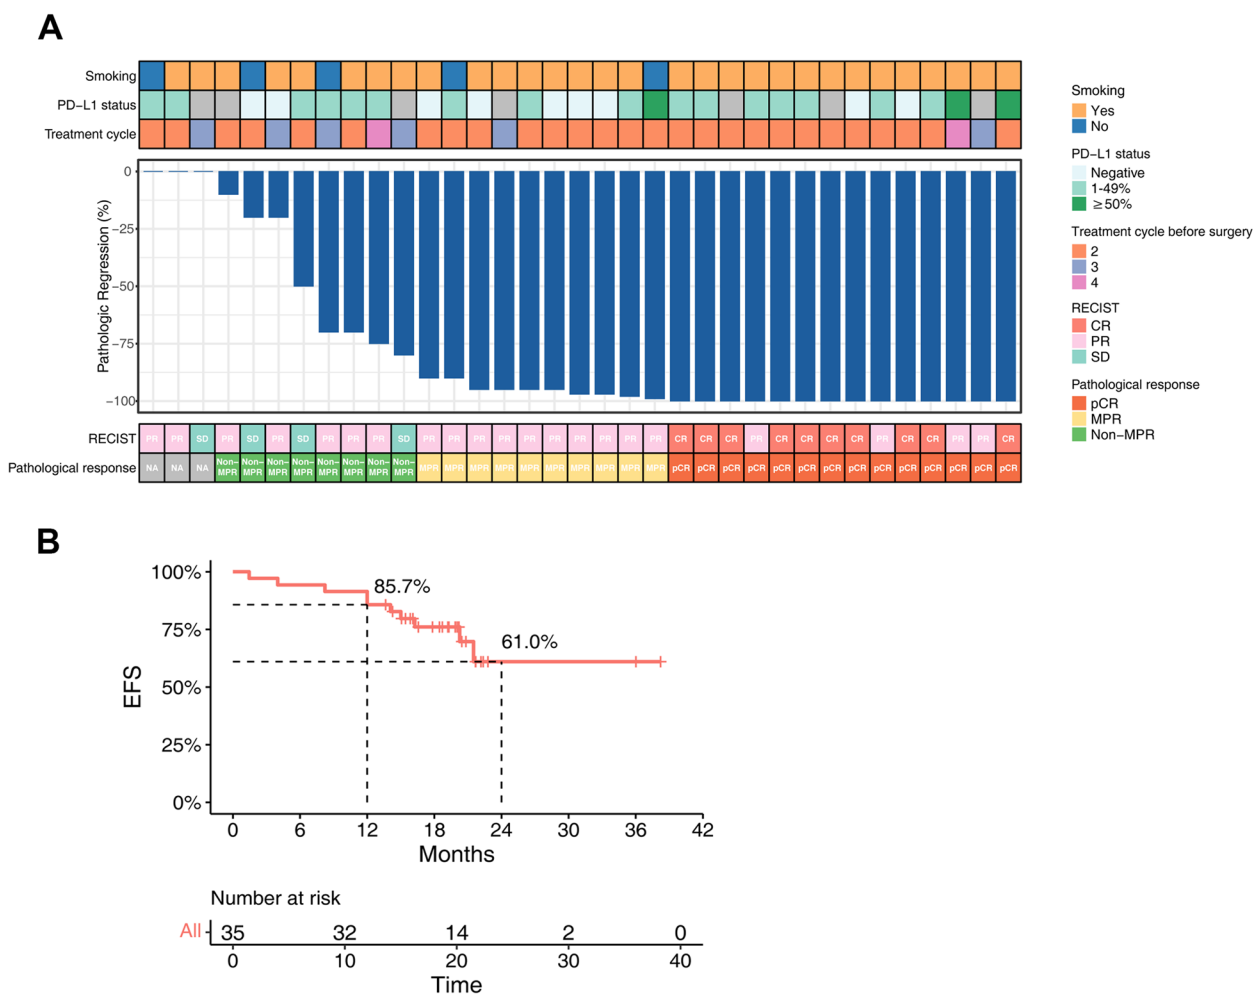 A
Smoking
PD–L1 status
Treatment cycle
Pathologic Regression (%)
0
−25
−50
−75
−100
RECIST PR PR SD PR SD PR SD PR PR PR SD PR PR PR PR PR PR PR PR PR PR CR CR CR PR CR CR CR CR PR CR CR PR PR CR
Pathological response NA NA NA Non–MPR Non–MPR Non–MPR Non–MPR Non–MPR Non–MPR Non–MPR Non–MPR MPR MPR MPR MPR MPR MPR MPR MPR MPR MPR pCR pCR pCR pCR pCR pCR pCR pCR pCR pCR pCR pCR pCR pCR
Smoking
Yes
No
PD–L1 status
Negative
1-49%
≥50%
Treatment cycle before surgery
2
3
4
RECIST
CR
PR
SD
Pathological response
pCR
MPR
Non–MPR
B
EFS
100%
75%
50%
25%
0%
85.7%
61.0%
0 6 12 18 24 30 36 42
Months
Number at risk
All 35 32 14 2 0
0 10 20 30 40
Time